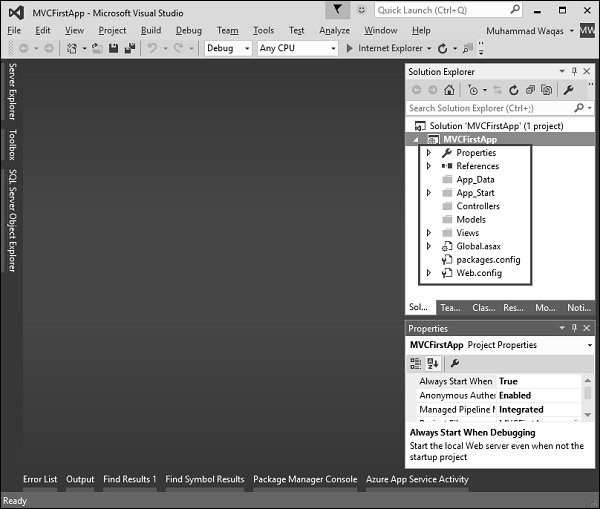 MVCFirstApp - Microsoft Visual Studio
Quick Launch (Ctrl+Q)
File Edit View Project Build Debug Team Tools Test Analyze Window Help Muhammad Waqas MW
Debug Any CPU Internet Explorer
Server Explorer
Toolbox
SQL Server Object Explorer
Solution Explorer
Search Solution Explorer (Ctrl+;)
Solution 'MVCFirstApp' (1 project)
MVCFirstApp
Properties
References
App_Data
App_Start
Controllers
Models
Views
Global.asax
packages.config
Web.config
Sol... Tea... Clas... Res... Mo... Noti...
Properties
MVCFirstApp Project Properties
Always Start When True
Anonymous Authe Enabled
Managed Pipeline M Integrated
Always Start When Debugging
Start the local Web server even when not the
startup project
Error List Output Find Results 1 Find Symbol Results Package Manager Console Azure App Service Activity
Ready